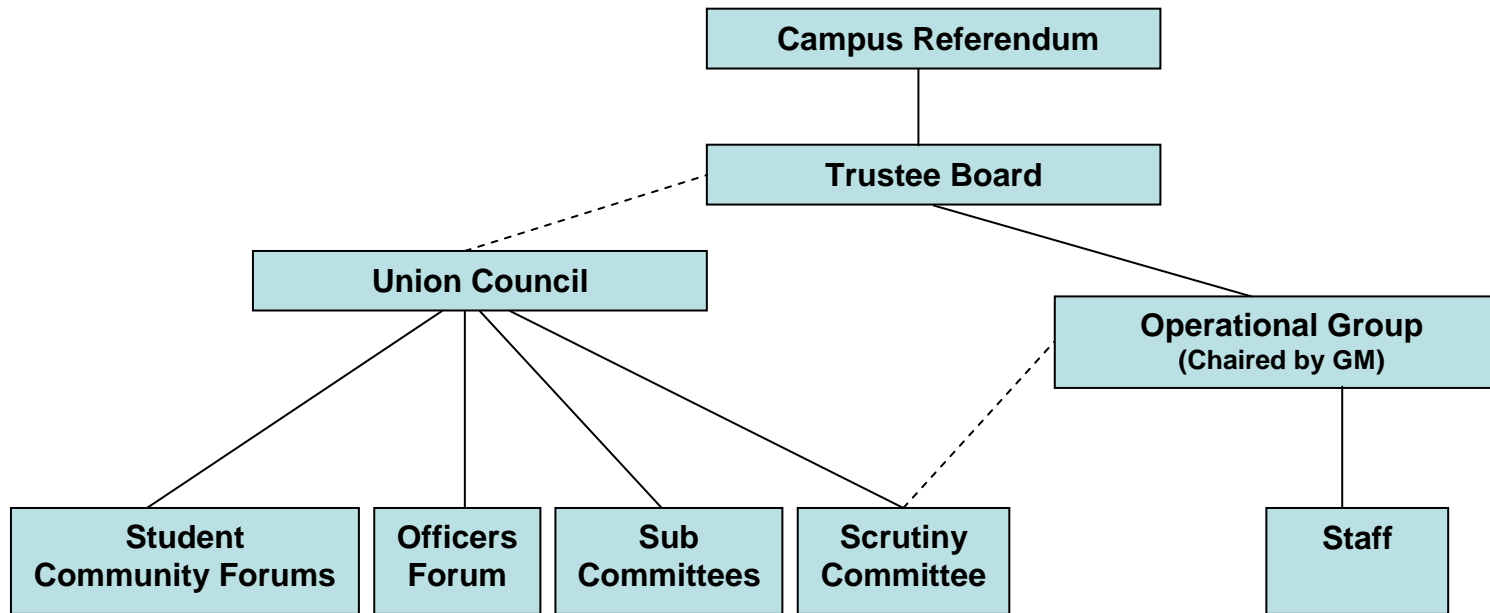 Campus Referendum
Trustee Board
Union Council
Operational Group
(Chaired by GM)
Student
Community Forums
Officers
Forum
Sub
Committees
Scrutiny
Committee
Staff